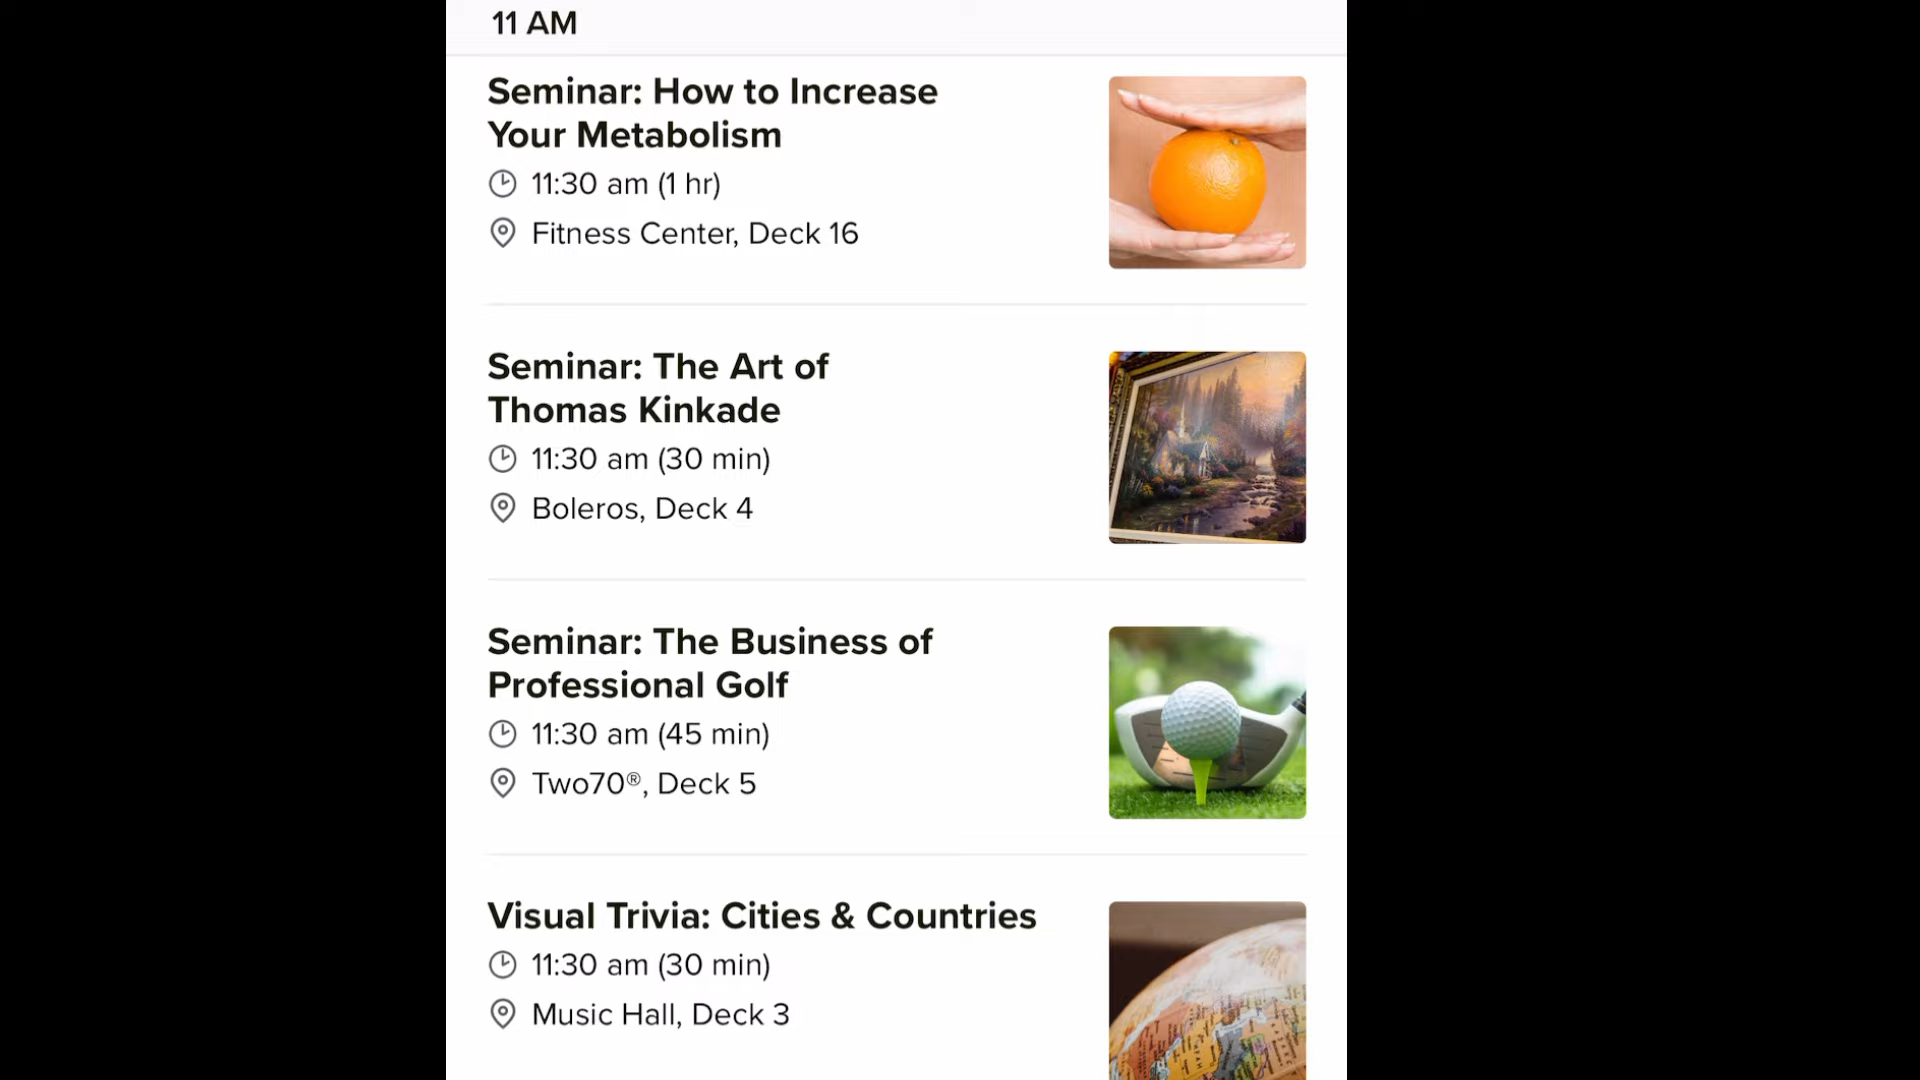 11 AM
Seminar: How to Increase
Your Metabolism
11:30 am (1 hr)
Fitness Center, Deck 16
Seminar: The Art of
Thomas Kinkade
11:30 am (30 min)
Boleros, Deck 4
Seminar: The Business of
Professional Golf
11:30 am (45 min)
Two70®, Deck 5
Visual Trivia: Cities & Countries
11:30 am (30 min)
Music Hall, Deck 3